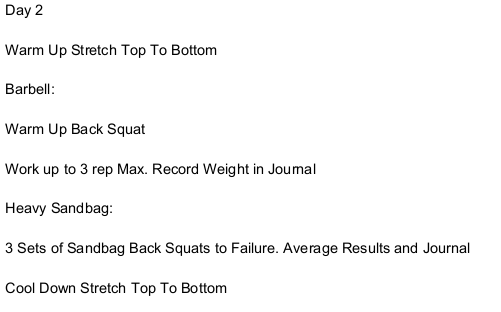 Day 2
Warm Up Stretch Top To Bottom
Barbell:
Warm Up Back Squat
Work up to 3 rep Max. Record Weight in Journal
Heavy Sandbag:
3 Sets of Sandbag Back Squats to Failure. Average Results and Journal
Cool Down Stretch Top To Bottom